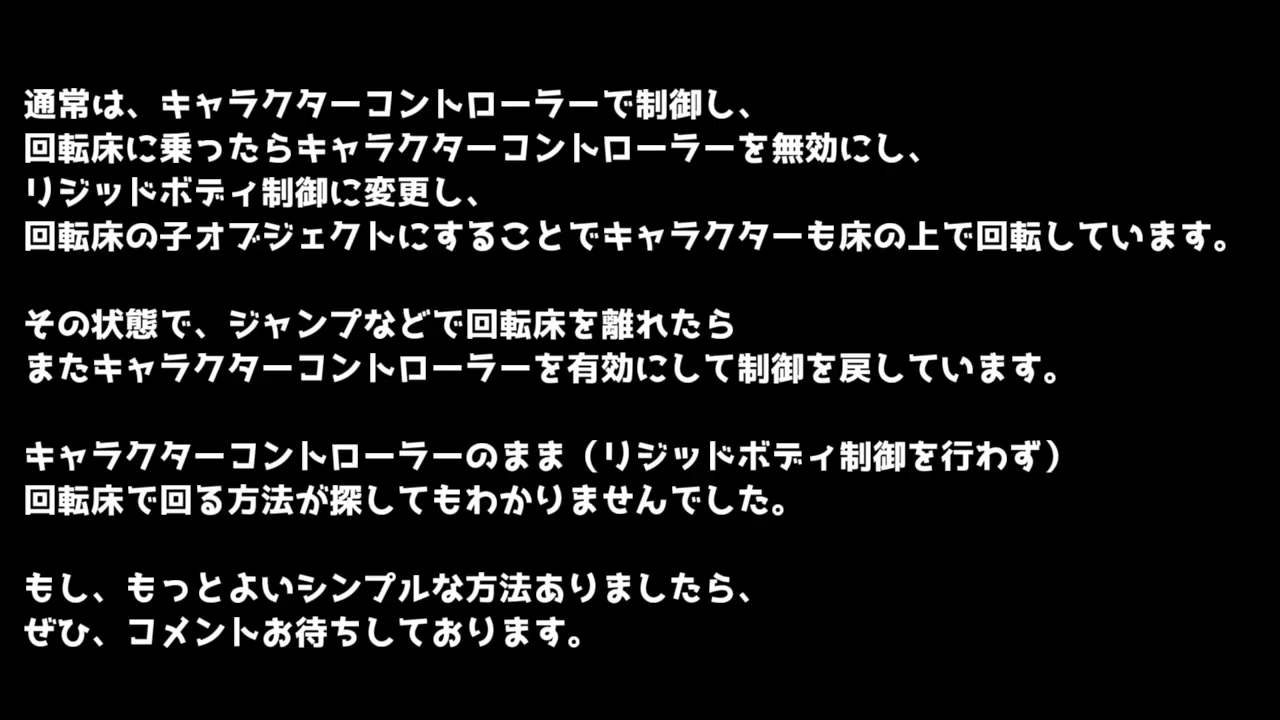 通常は、キャラクターコントローラーで制御し、
回転床に乗ったらキャラクターコントローラーを無効にし、
リジッドボディ制御に変更し、
回転床の子オブジェクトにすることでキャラクターも床の上で回転しています。
その状態で、ジャンプなどで回転床を離れたら
またキャラクターコントローラーを有効にして制御を戻しています。
キャラクターコントローラーのまま（リジッドボディ制御を行わず）
回転床で回る方法が探してもわかりませんでした。
もし、もっとよいシンプルな方法ありましたら、
ぜひ、コメントお待ちしております。